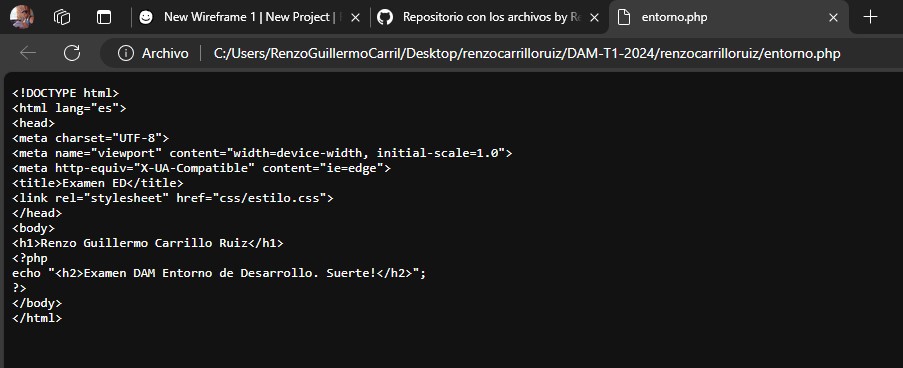 New Wireframe 1 | New Project |
Repositorio con los archivos by Re
entorno.php
Archivo
C:/Users/RenzoGuillermoCarril/Desktop/renzocarrilloruiz/DAM-T1-2024/renzocarrilloruiz/entorno.php
<!DOCTYPE html>
<html lang="es">
<head>
<meta charset="UTF-8">
<meta name="viewport" content="width=device-width, initial-scale=1.0">
<meta http-equiv="X-UA-Compatible" content="ie=edge">
<title>Examen ED</title>
<link rel="stylesheet" href="css/estilo.css">
</head>
<body>
<h1>Renzo Guillermo Carrillo Ruiz</h1>
<?php
echo "<h2>Examen DAM Entorno de Desarrollo. Suerte!</h2>";
?>
</body>
</html>